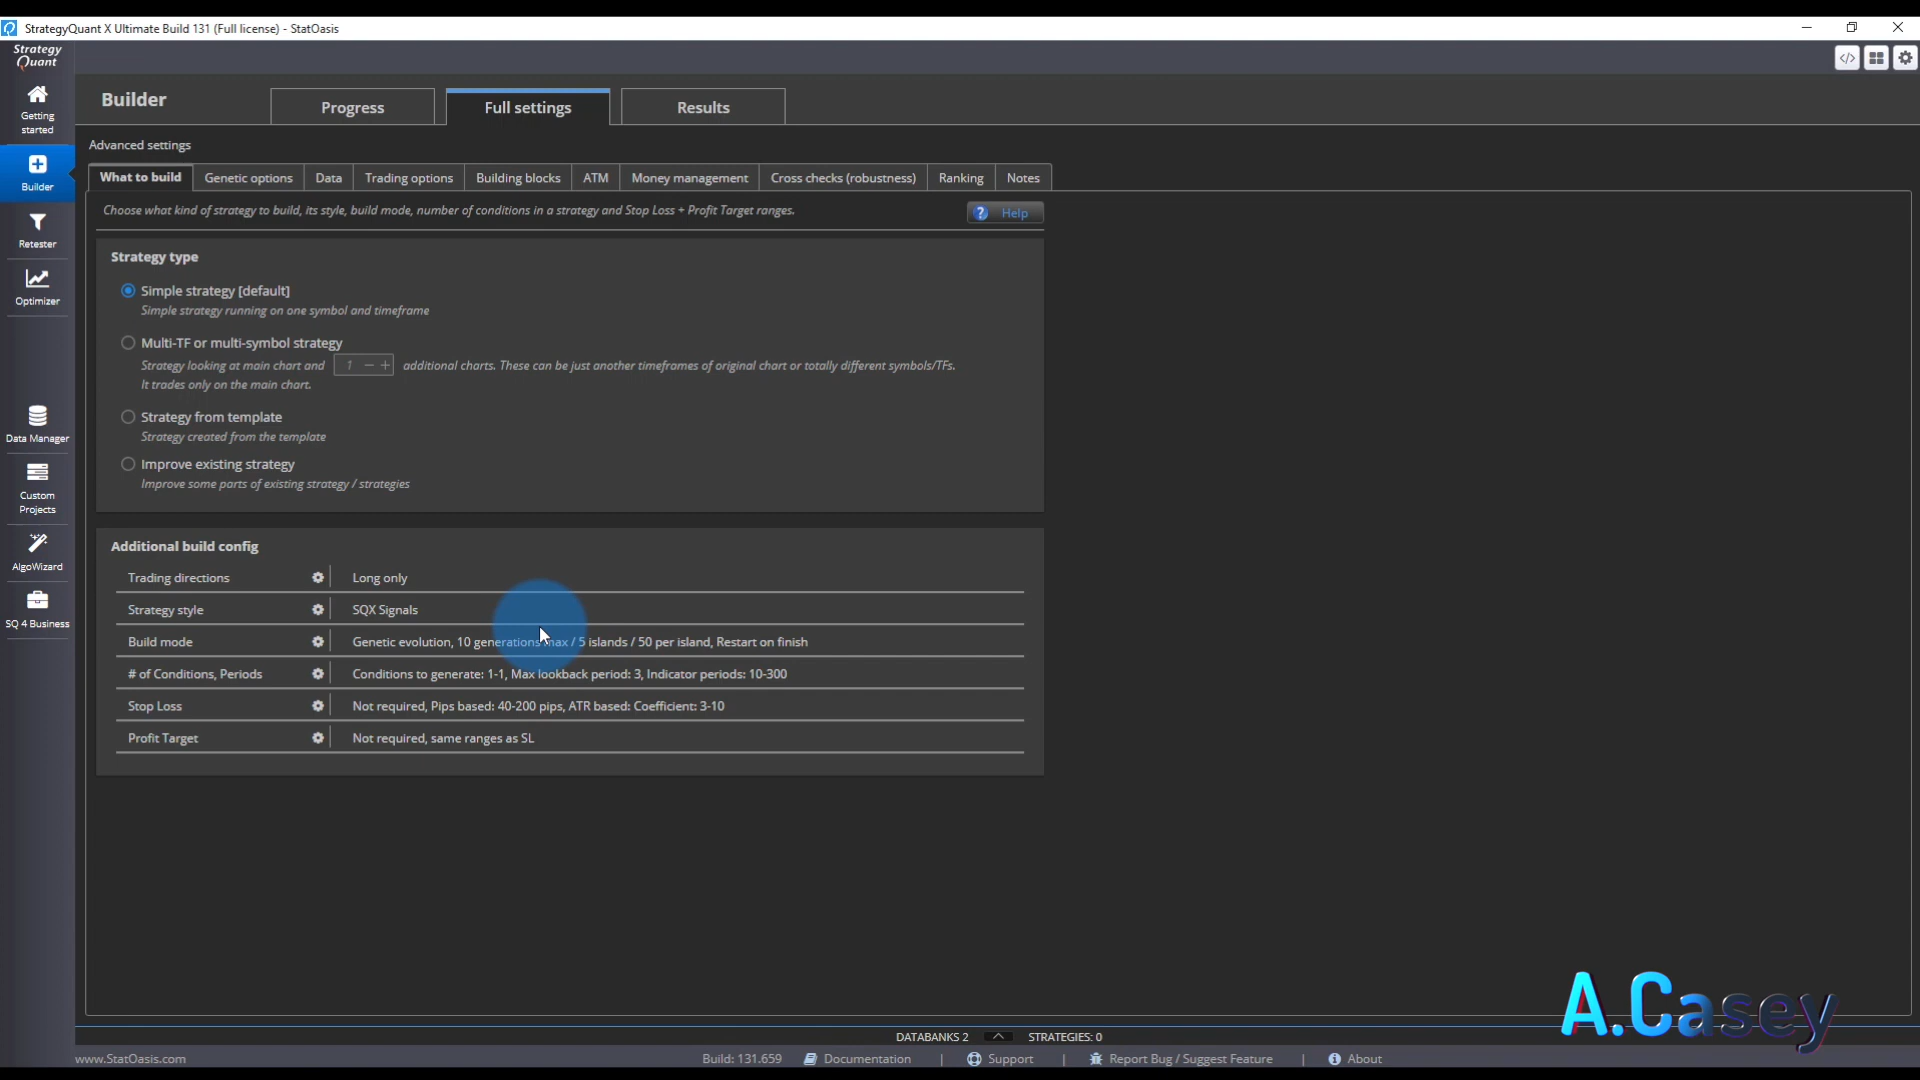 StrategyQuant X Ultimate Build 131 (Full license) - StatOasis
Strategy
Quant
Getting
started
Builder
Retester
Optimizer
Data Manager
Custom
Projects
AlgoWizard
SQ 4 Business
Builder
Progress
Full settings
Results
Advanced settings
What to build
Genetic options
Data
Trading options
Building blocks
ATM
Money management
Cross checks (robustness)
Ranking
Notes
Choose what kind of strategy to build, its style, build mode, number of conditions in a strategy and Stop Loss + Profit Target ranges.
? Help
Strategy type
Simple strategy [default]
Simple strategy running on one symbol and timeframe
Multi-TF or multi-symbol strategy
Strategy looking at main chart and 1 − + additional charts. These can be just another timeframes of original chart or totally different symbols/TFs.
It trades only on the main chart.
Strategy from template
Strategy created from the template
Improve existing strategy
Improve some parts of existing strategy / strategies
Additional build config
Trading directions Long only
Strategy style SQX Signals
Build mode Genetic evolution, 10 generations max / 5 islands / 50 per island, Restart on finish
# of Conditions, Periods Conditions to generate: 1-1, Max lookback period: 3, Indicator periods: 10-300
Stop Loss Not required, Pips based: 40-200 pips, ATR based: Coefficient: 3-10
Profit Target Not required, same ranges as SL
A.Casey
DATABANKS 2 STRATEGIES: 0
www.StatOasis.com
Build: 131.659 Documentation | Support | Report Bug / Suggest Feature | About